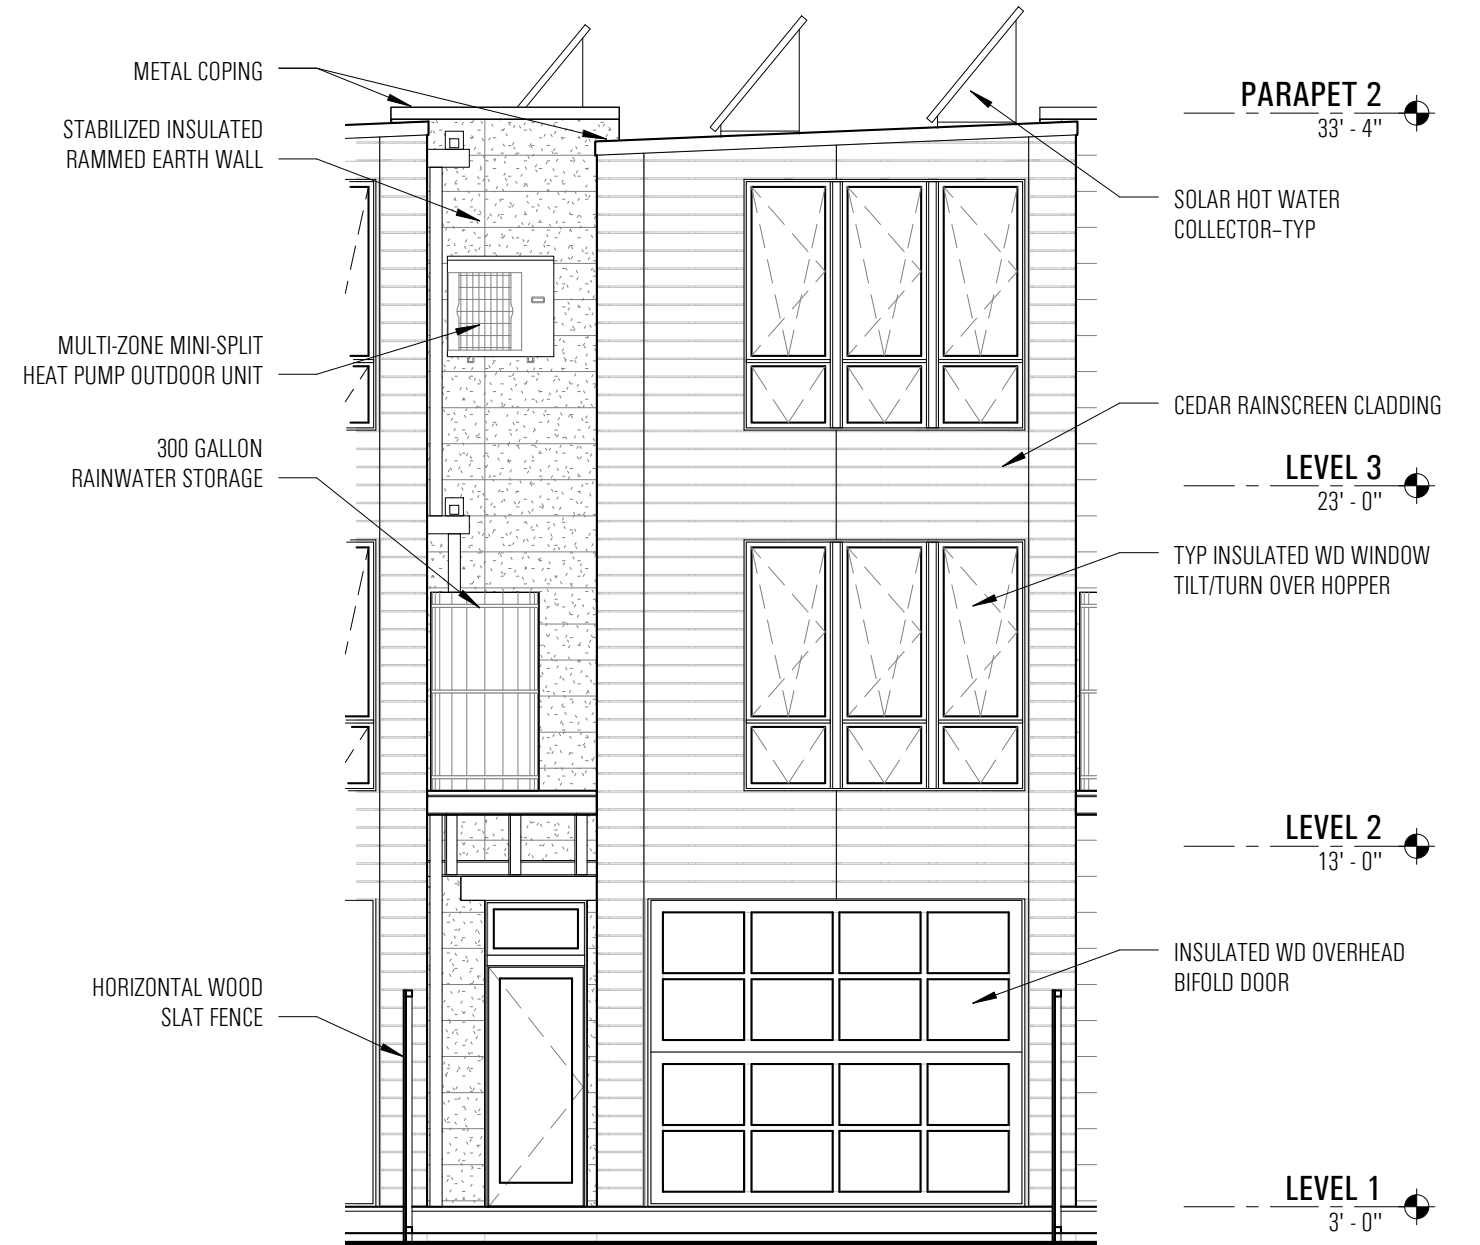 METAL COPING
STABILIZED INSULATED
RAMMED EARTH WALL
MULTI-ZONE MINI-SPLIT
HEAT PUMP OUTDOOR UNIT
300 GALLON
RAINWATER STORAGE
HORIZONTAL WOOD
SLAT FENCE
PARAPET 2
33' - 4"
SOLAR HOT WATER
COLLECTOR-TYP
CEDAR RAINSCREEN CLADDING
LEVEL 3
23' - 0"
TYP INSULATED WD WINDOW
TILT/TURN OVER HOPPER
LEVEL 2
13' - 0"
INSULATED WD OVERHEAD
BIFOLD DOOR
LEVEL 1
3' - 0"